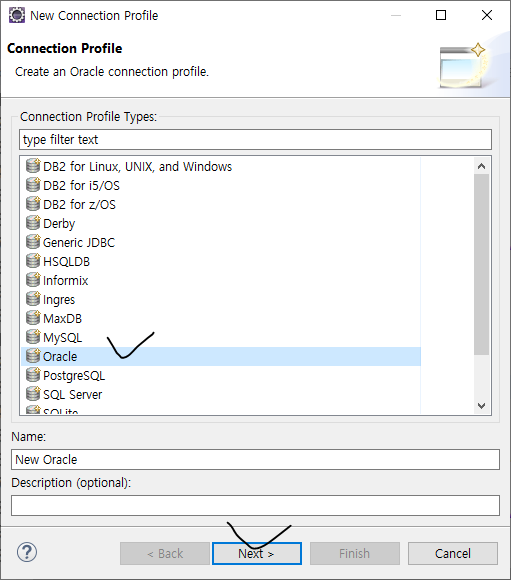 New Connection Profile
Connection Profile
Create an Oracle connection profile.
Connection Profile Types:
type filter text
DB2 for Linux, UNIX, and Windows
DB2 for i5/OS
DB2 for z/OS
Derby
Generic JDBC
HSQLDB
Informix
Ingres
MaxDB
MySQL
Oracle
PostgreSQL
SQL Server
SQLite
Name:
New Oracle
Description (optional):
? < Back Next > Finish Cancel